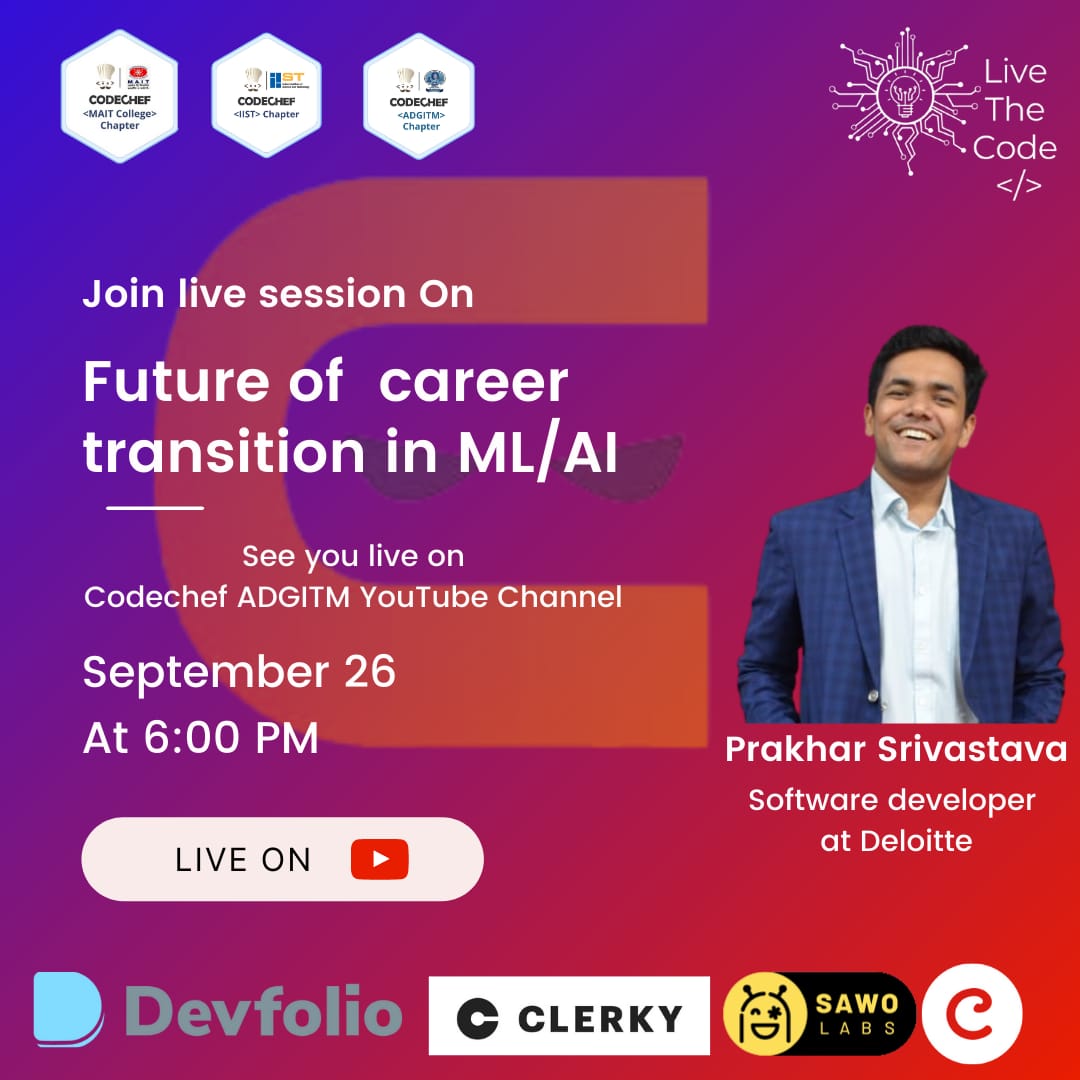 MAIT
CODECHEF
<MAIT College>
Chapter
IIST
CODECHEF
<IIST> Chapter
CODECHEF
<ADGITM>
Chapter
Live
The
Code
</>
Join live session On
Future of  career
transition in ML/AI
See you live on
Codechef ADGITM YouTube Channel
September 26
At 6:00 PM
LIVE ON
Prakhar Srivastava
Software developer
at Deloitte
Devfolio
C CLERKY
SAWO
LABS
C